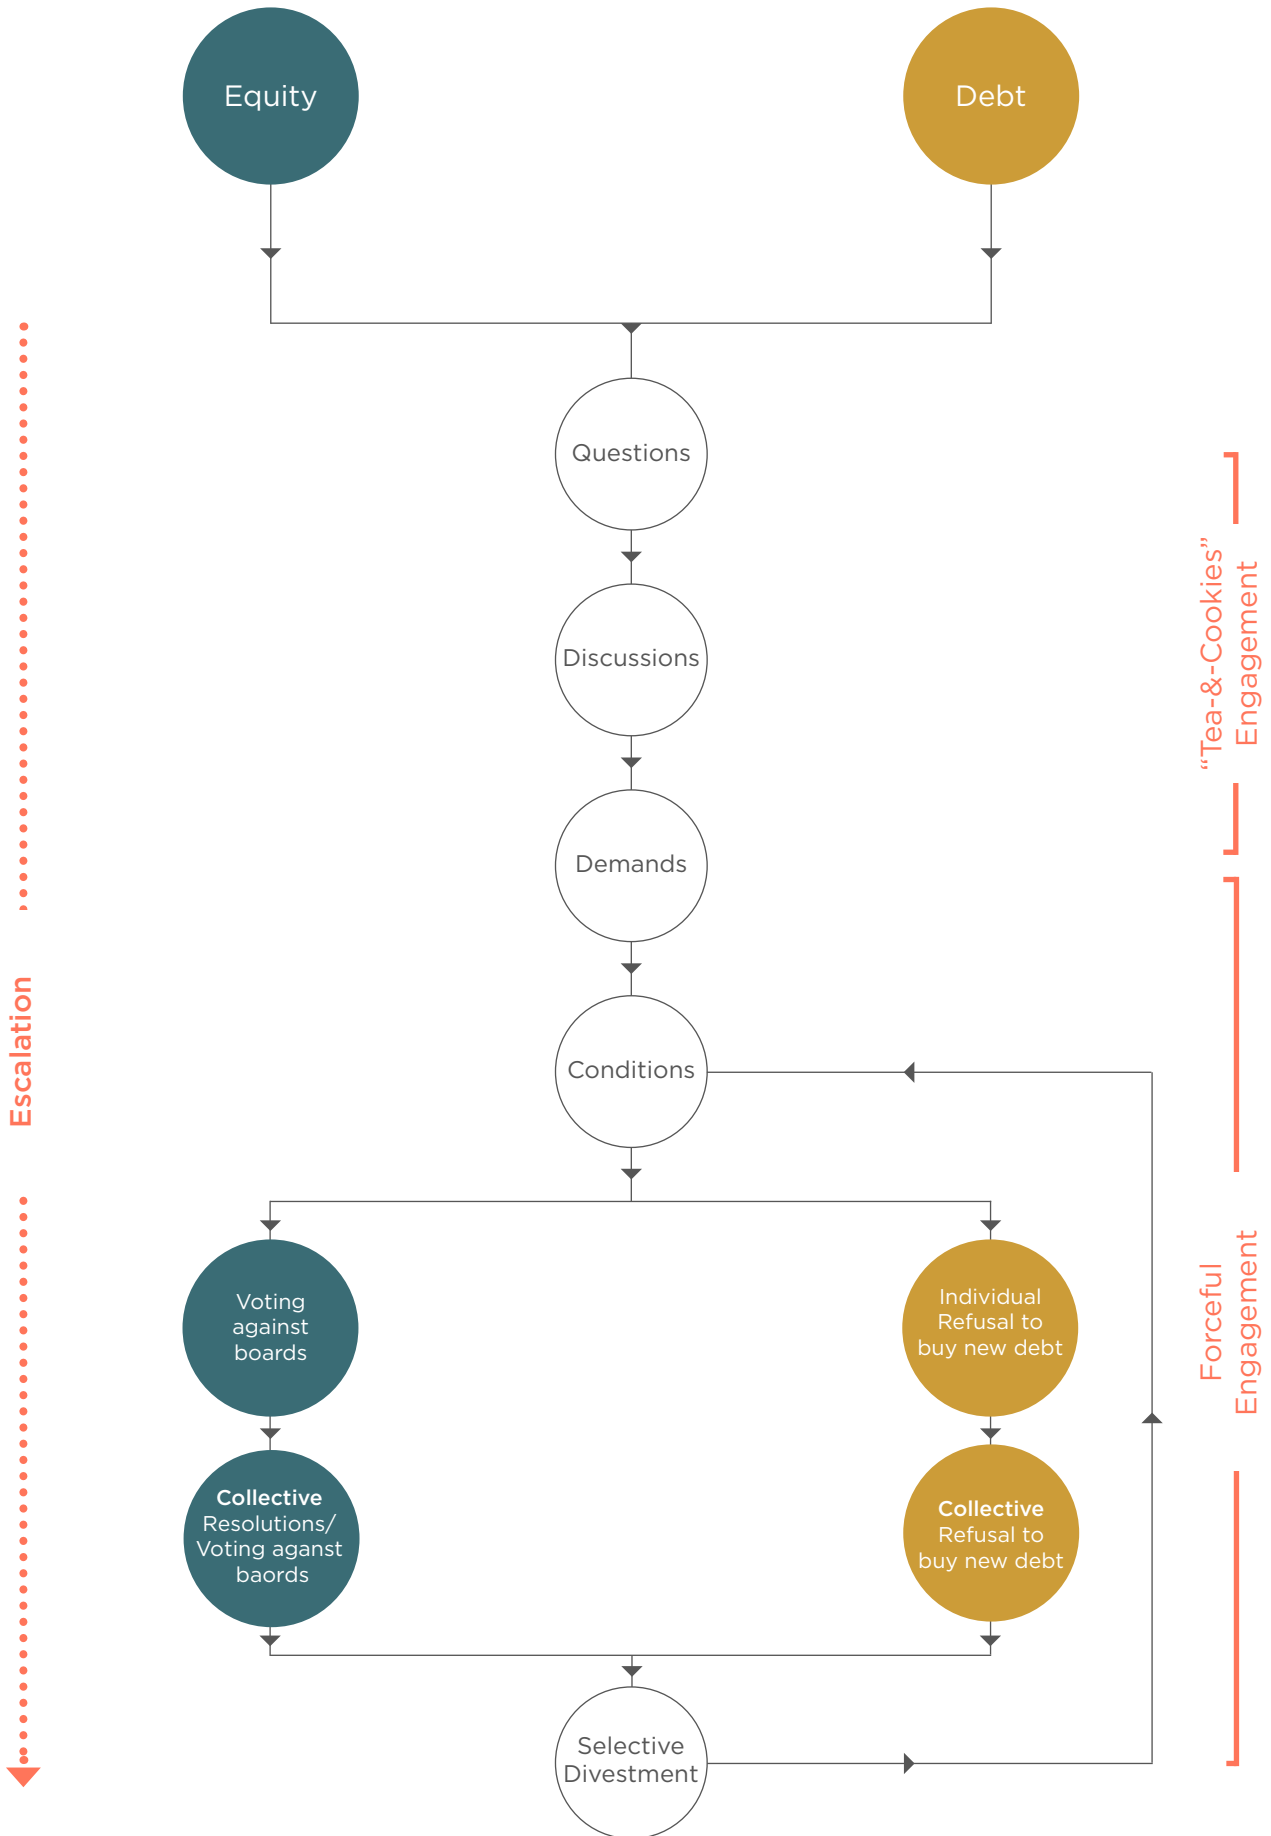 Equity
Debt
Questions
"Tea-&-Cookies"
Engagement
Discussions
Demands
Escalation
Conditions
Forceful
Engagement
Voting
against
boards
Individual
Refusal to
buy new debt
Collective
Resolutions/
Voting aganst
baords
Collective
Refusal to
buy new debt
Selective
Divestment